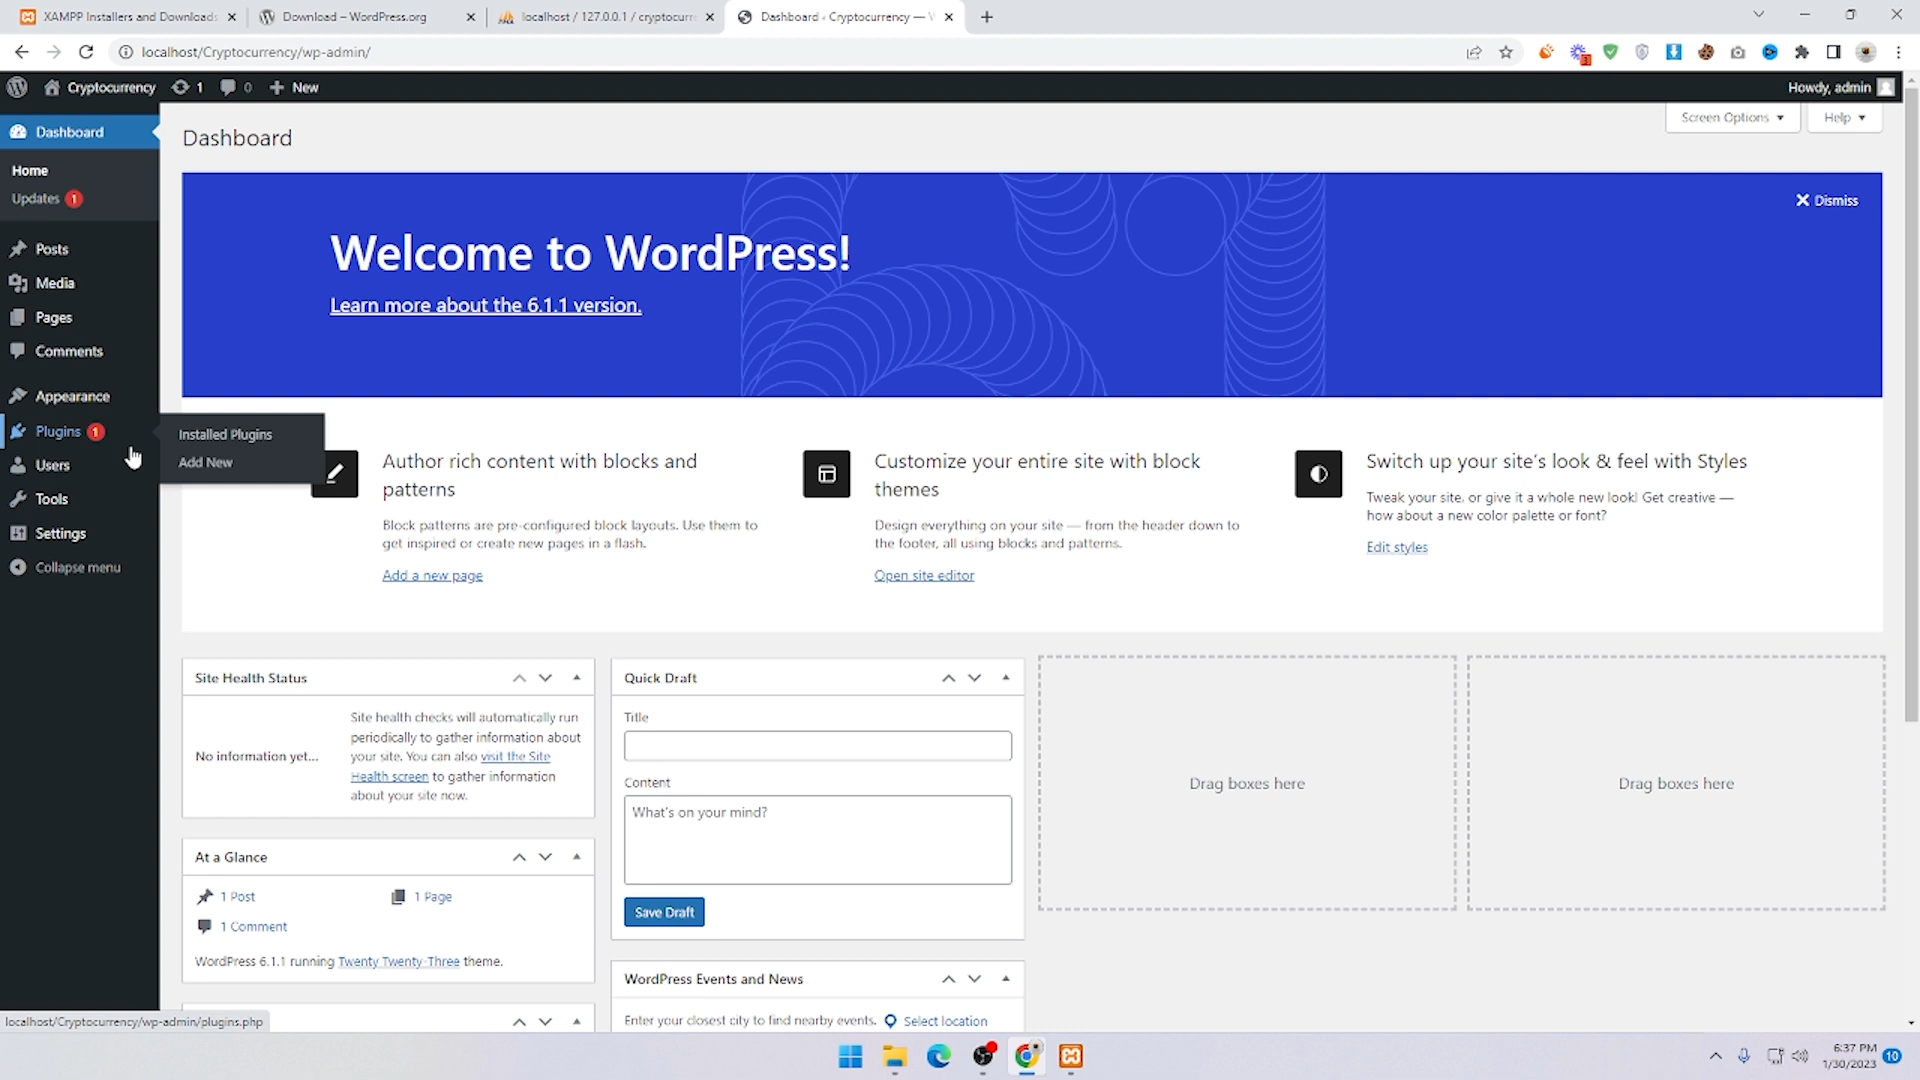 XAMPP Installers and Downloads
Download – WordPress.org
localhost / 127.0.0.1 / cryptocurr
Dashboard ‹ Cryptocurrency — W
localhost/Cryptocurrency/wp-admin/
3
Cryptocurrency
1
0
New
Howdy, admin
Dashboard
Home
Updates 1
Posts
Media
Pages
Comments
Appearance
Plugins 1
Users
Tools
Settings
Collapse menu
Installed Plugins
Add New
Dashboard
Screen Options
Help
Dismiss
Welcome to WordPress!
Learn more about the 6.1.1 version.
Author rich content with blocks and
patterns
Block patterns are pre-configured block layouts. Use them to
get inspired or create new pages in a flash.
Add a new page
Customize your entire site with block
themes
Design everything on your site — from the header down to
the footer, all using blocks and patterns.
Open site editor
Switch up your site's look & feel with Styles
Tweak your site, or give it a whole new look! Get creative —
how about a new color palette or font?
Edit styles
Site Health Status
No information yet...
Site health checks will automatically run
periodically to gather information about
your site. You can also visit the Site
Health screen to gather information
about your site now.
At a Glance
1 Post
1 Page
1 Comment
WordPress 6.1.1 running Twenty Twenty-Three theme.
Quick Draft
Title
Content
What's on your mind?
Save Draft
WordPress Events and News
Enter your closest city to find nearby events.
Select location
Drag boxes here
Drag boxes here
localhost/Cryptocurrency/wp-admin/plugins.php
6:37 PM
1/30/2023
10